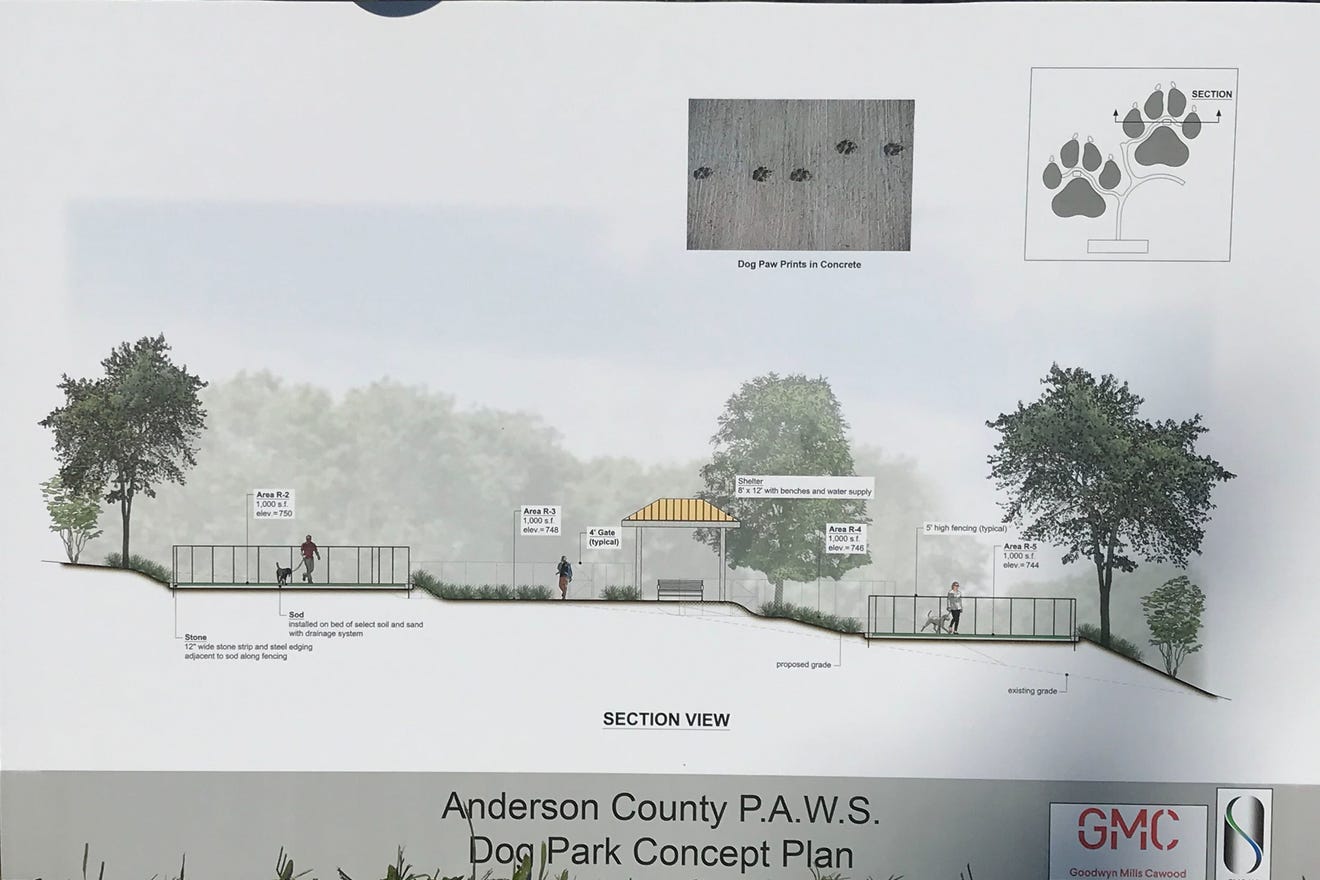 SECTION
Dog Paw Prints in Concrete
Area R-2
1,000 s.f.
elev.= 750
Area R-3
1,000 s.f.
elev.= 748
4' Gate
(typical)
Shelter
8' x 12' with benches and water supply
Area R-4
1,000 s.f.
elev.= 746
5' high fencing (typical)
Area R-5
1,000 s.f.
elev.= 744
Sod
installed on bed of select soil and sand
with drainage system
Stone
12" wide stone strip and steel edging
adjacent to sod along fencing
proposed grade
existing grade
SECTION VIEW
Anderson County P.A.W.S.
Dog Park Concept Plan
GMC
Goodwyn Mills Cawood